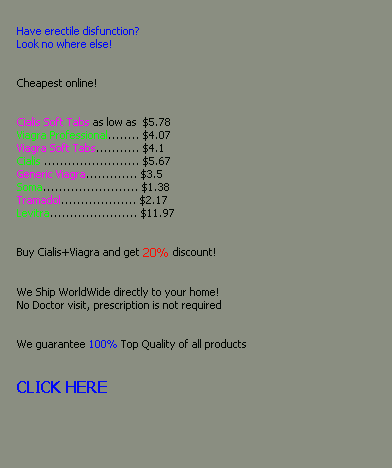 Have erectile disfunction?
Look no where else!
Cheapest online!
Cialis Soft Tabs as low as $5.78
Viagra Professional........ $4.07
Viagra Soft Tabs........... $4.1
Cialis ........................ $5.67
Generic Viagra............. $3.5
Soma........................ $1.38
Tramadol................... $2.17
Levitra...................... $11.97
Buy Cialis+Viagra and get 20% discount!
We Ship WorldWide directly to your home!
No Doctor visit, prescription is not required
We guarantee 100% Top Quality of all products
CLICK HERE